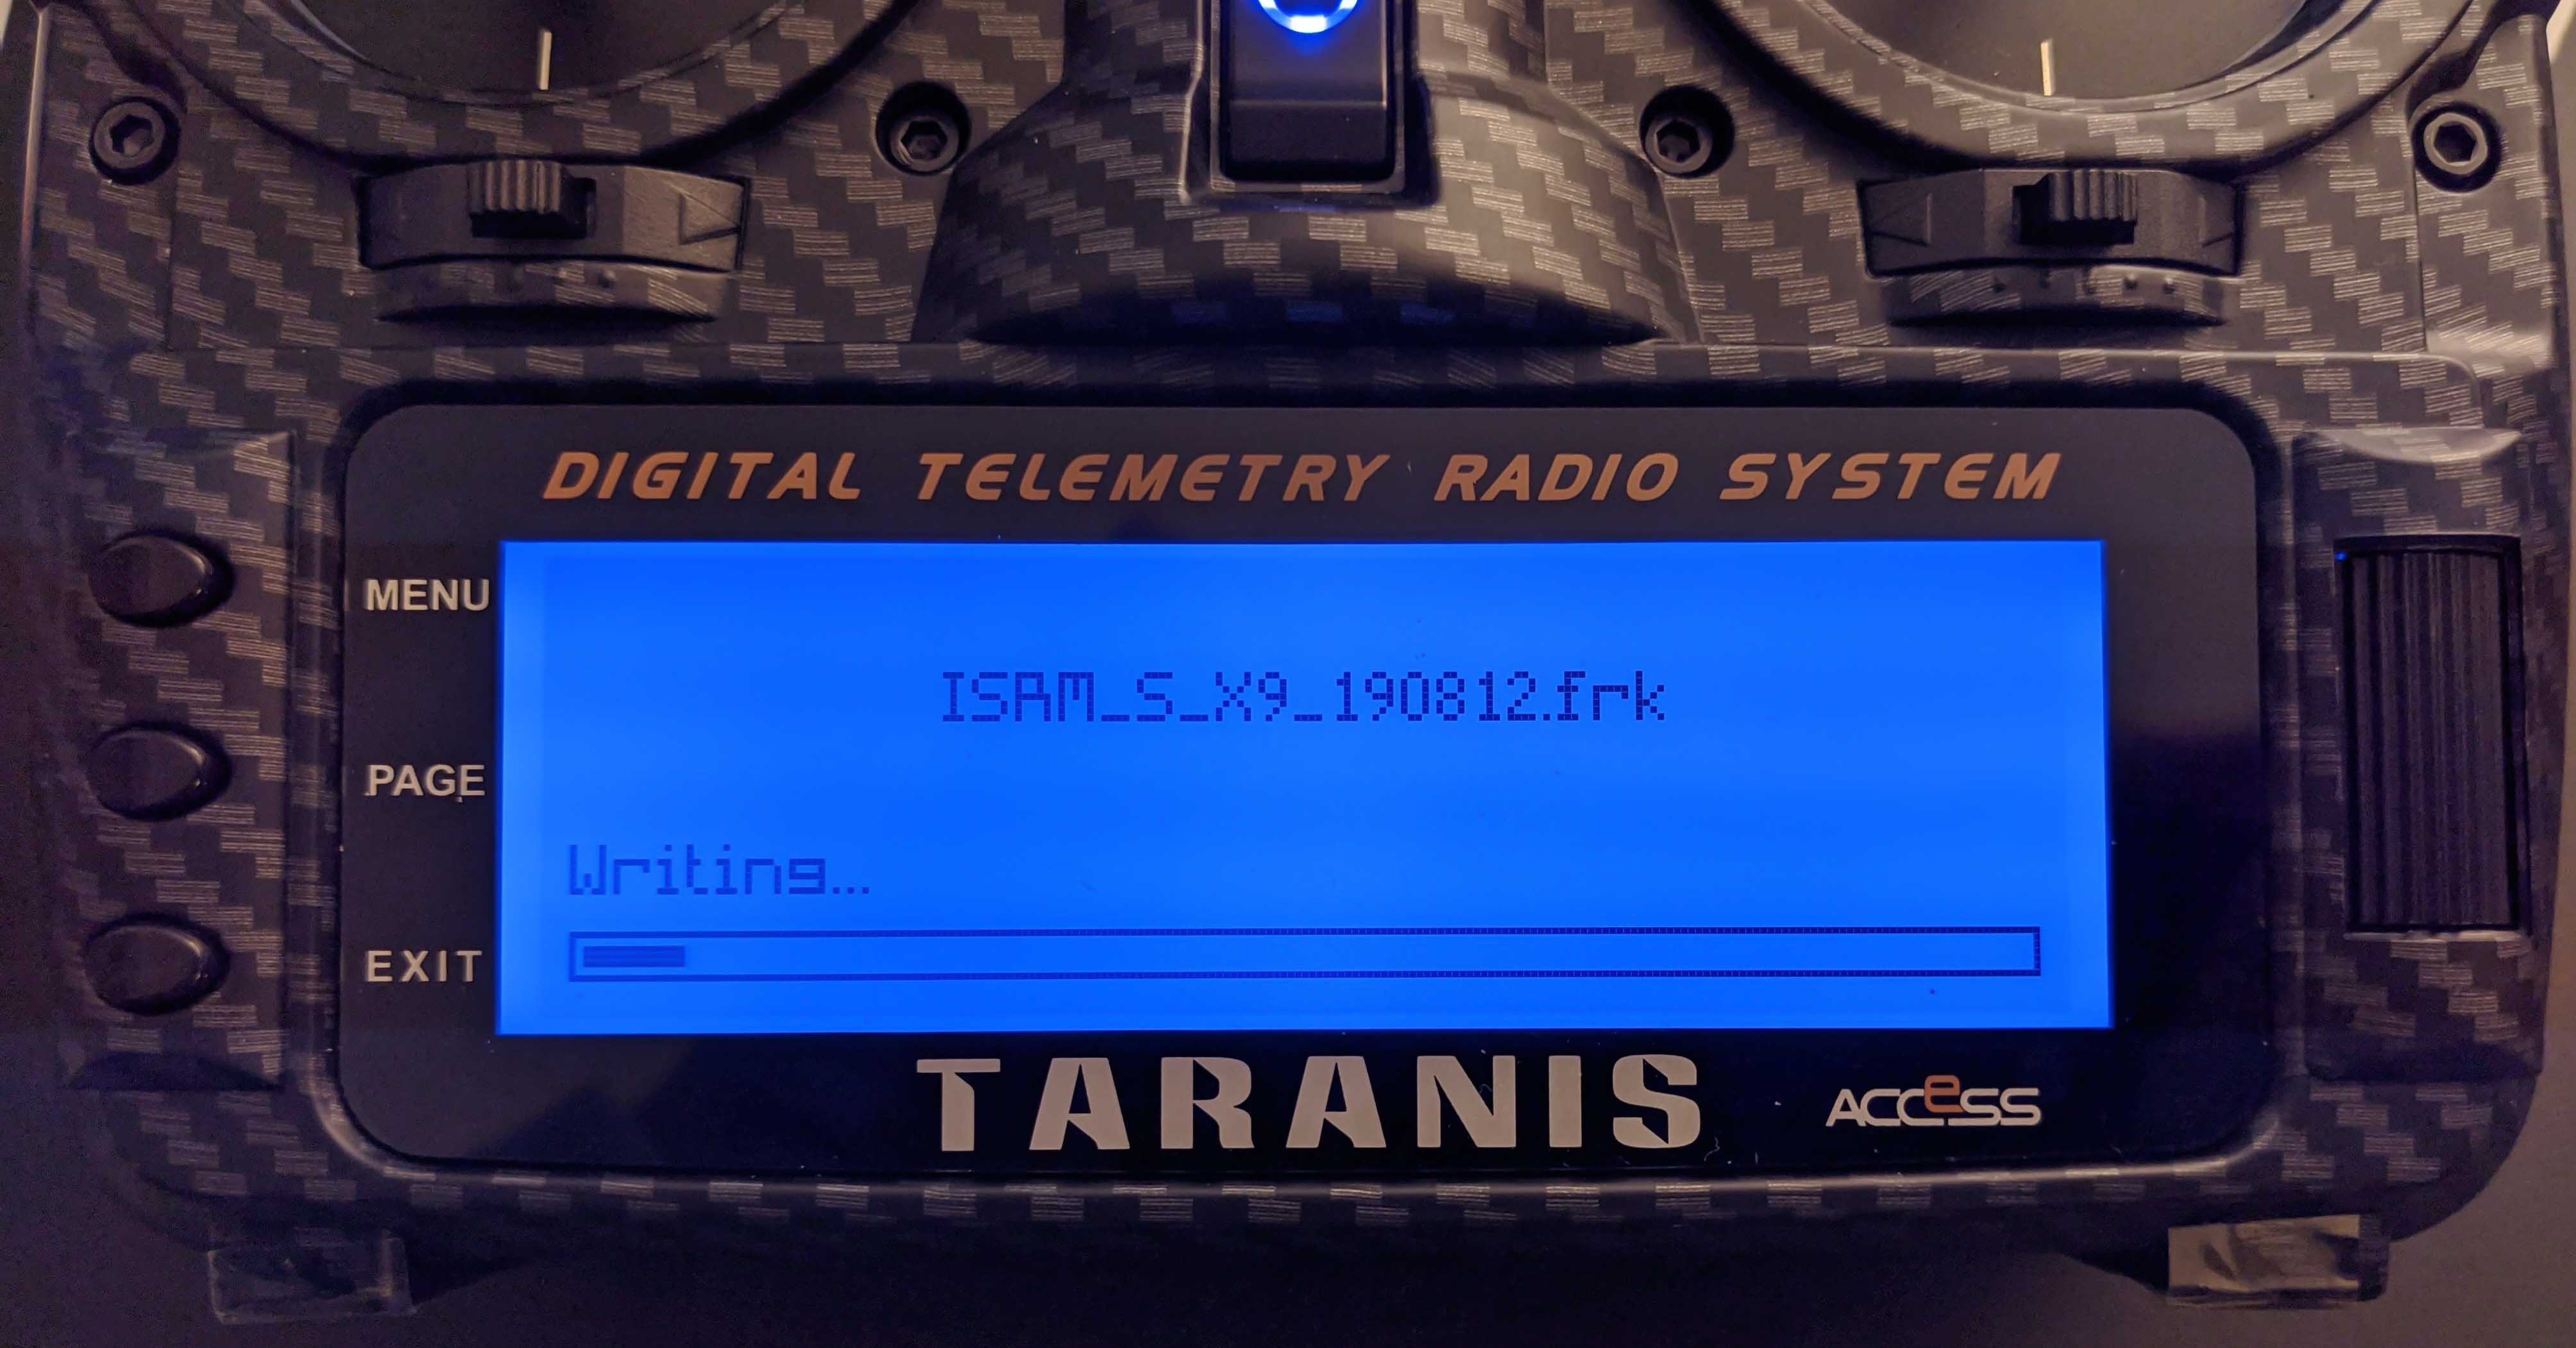 DIGITAL TELEMETRY RADIO SYSTEM
MENU
ISRM_S_X9_190812.frk
PAGE
Writing...
EXIT
TARANIS
ACCeSS